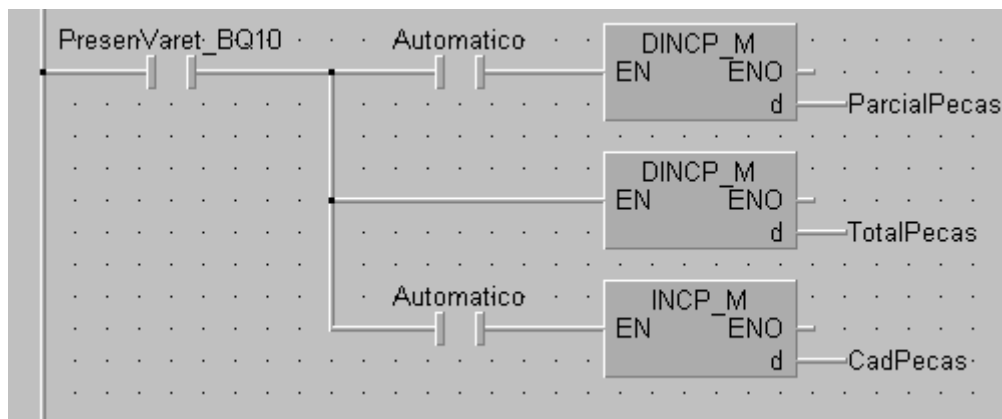 PresenVaret_BQ10
Automatico
DINCP_M
EN ENO
d
ParcialPecas
DINCP_M
EN ENO
d
TotalPecas
Automatico
INCP_M
EN ENO
d
CadPecas